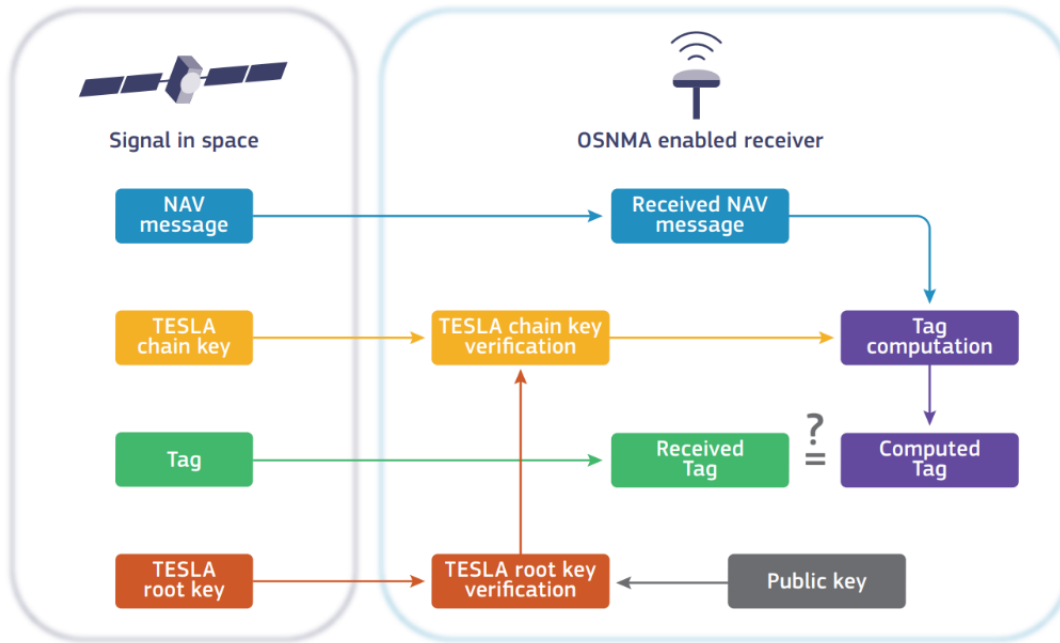 Signal in space
OSNMA enabled receiver
NAV
message
Received NAV
message
TESLA
chain key
TESLA chain key
verification
Tag
computation
Tag
Received
Tag
?
=
Computed
Tag
TESLA
root key
TESLA root key
verification
Public key